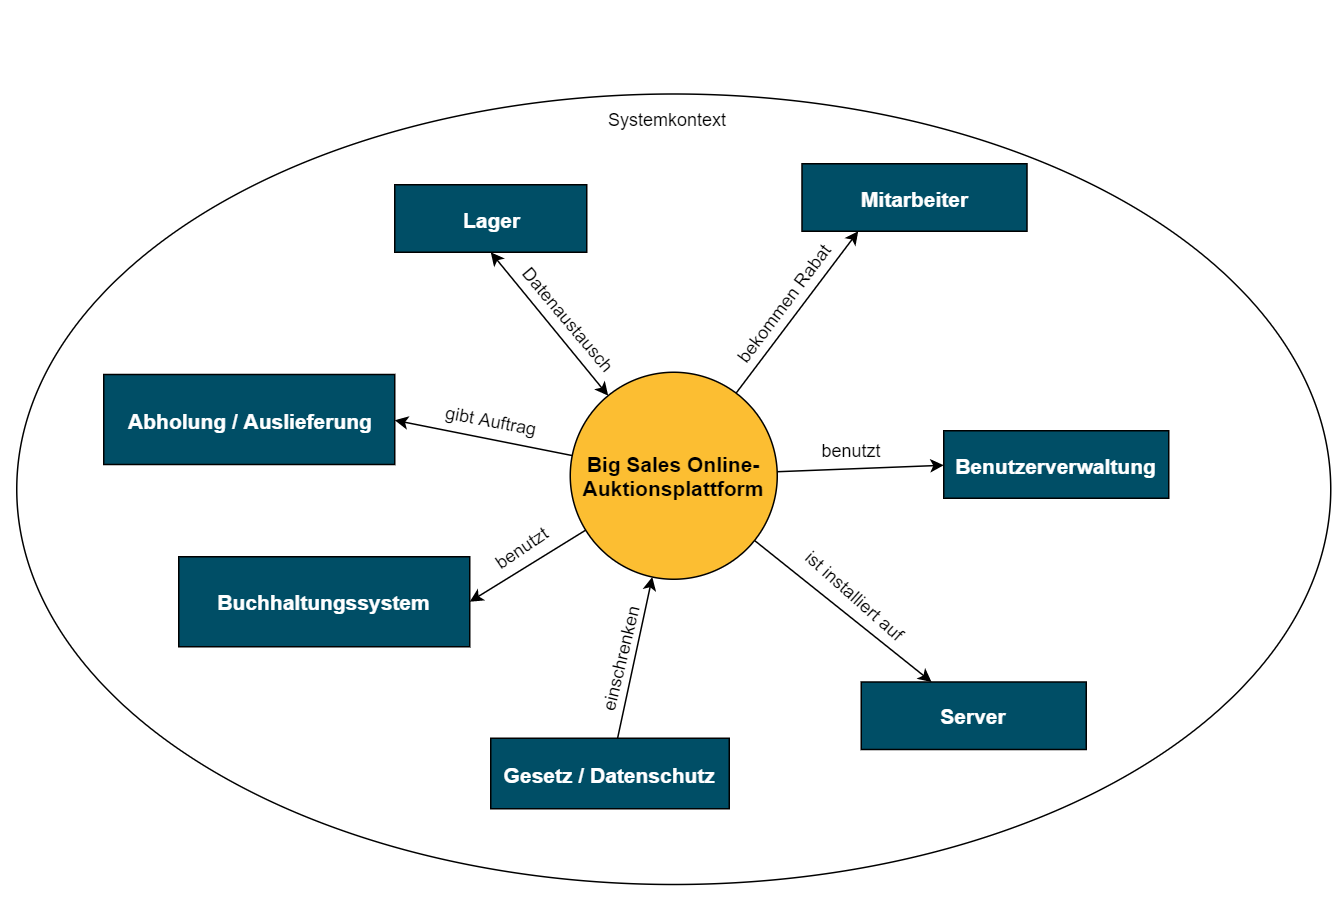 Systemkontext
Lager
Mitarbeiter
Datenaustausch
bekommen Rabat
Abholung / Auslieferung
gibt Auftrag
Big Sales Online-
Auktionsplattform
benutzt
Benutzerverwaltung
benutzt
Buchhaltungssystem
ist installiert auf
einschrenken
Server
Gesetz / Datenschutz